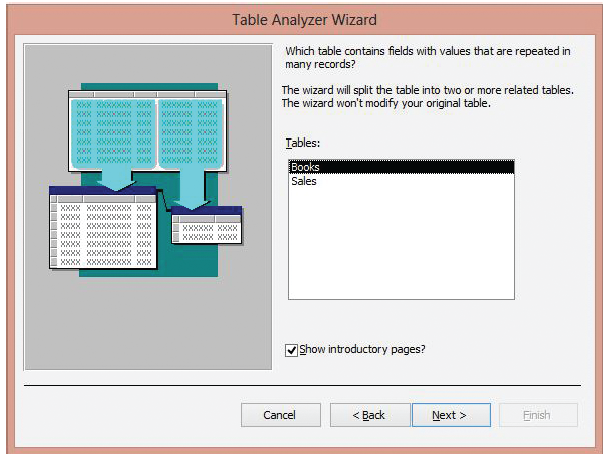 Table Analyzer Wizard
Which table contains fields with values that are repeated in
many records?
The wizard will split the table into two or more related tables.
The wizard won't modify your original table.
Tables:
Books
Sales
Show introductory pages?
Cancel
< Back
Next >
Finish